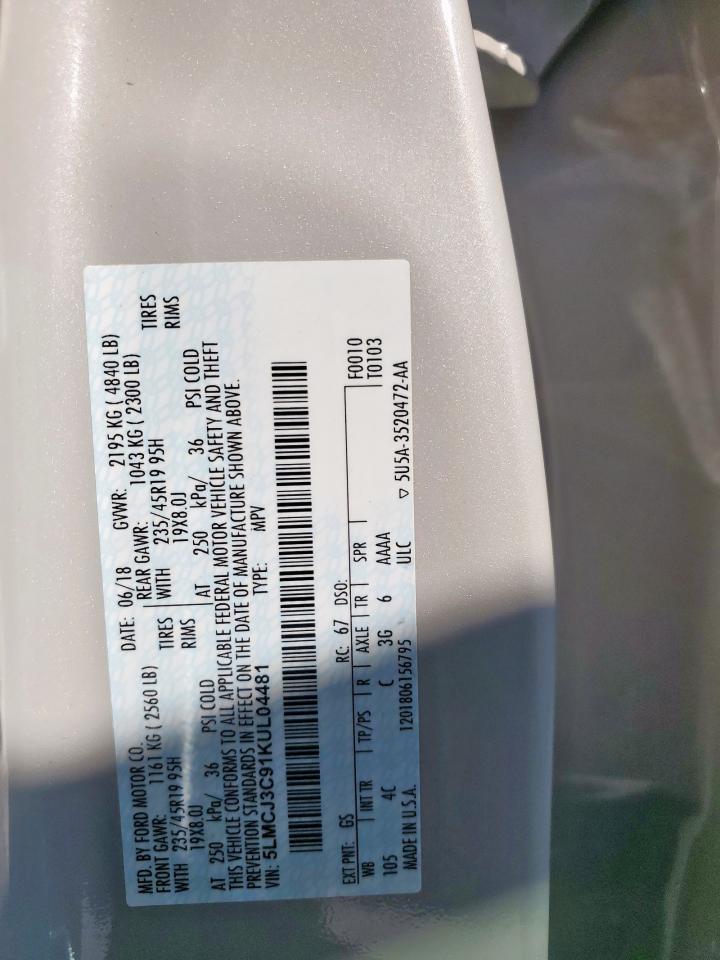 MFD. BY FORD MOTOR CO.
DATE: 06/18 GVWR: 2195 KG ( 4840 LB)
FRONT GAWR: 1161 KG ( 2560 LB) REAR GAWR: 1043 KG ( 2300 LB)
WITH 235/45R19 95H TIRES WITH 235/45R19 95H TIRES
19X8.0J RIMS 19X8.0J RIMS
AT 250 kPa/ 36 PSI COLD AT 250 kPa/ 36 PSI COLD
THIS VEHICLE CONFORMS TO ALL APPLICABLE FEDERAL MOTOR VEHICLE SAFETY AND THEFT
PREVENTION STANDARDS IN EFFECT ON THE DATE OF MANUFACTURE SHOWN ABOVE.
VIN: 5LMCJ3C91KUL04481 TYPE: MPV
EXT PNT: GS RC: 67 DSO: F0010
WB INT TR TP/PS R AXLE TR SPR T0103
105 4C C 3G 6 AAAA
MADE IN U.S.A. 1201806156795 ULC ▽ 5U5A-3520472-AA